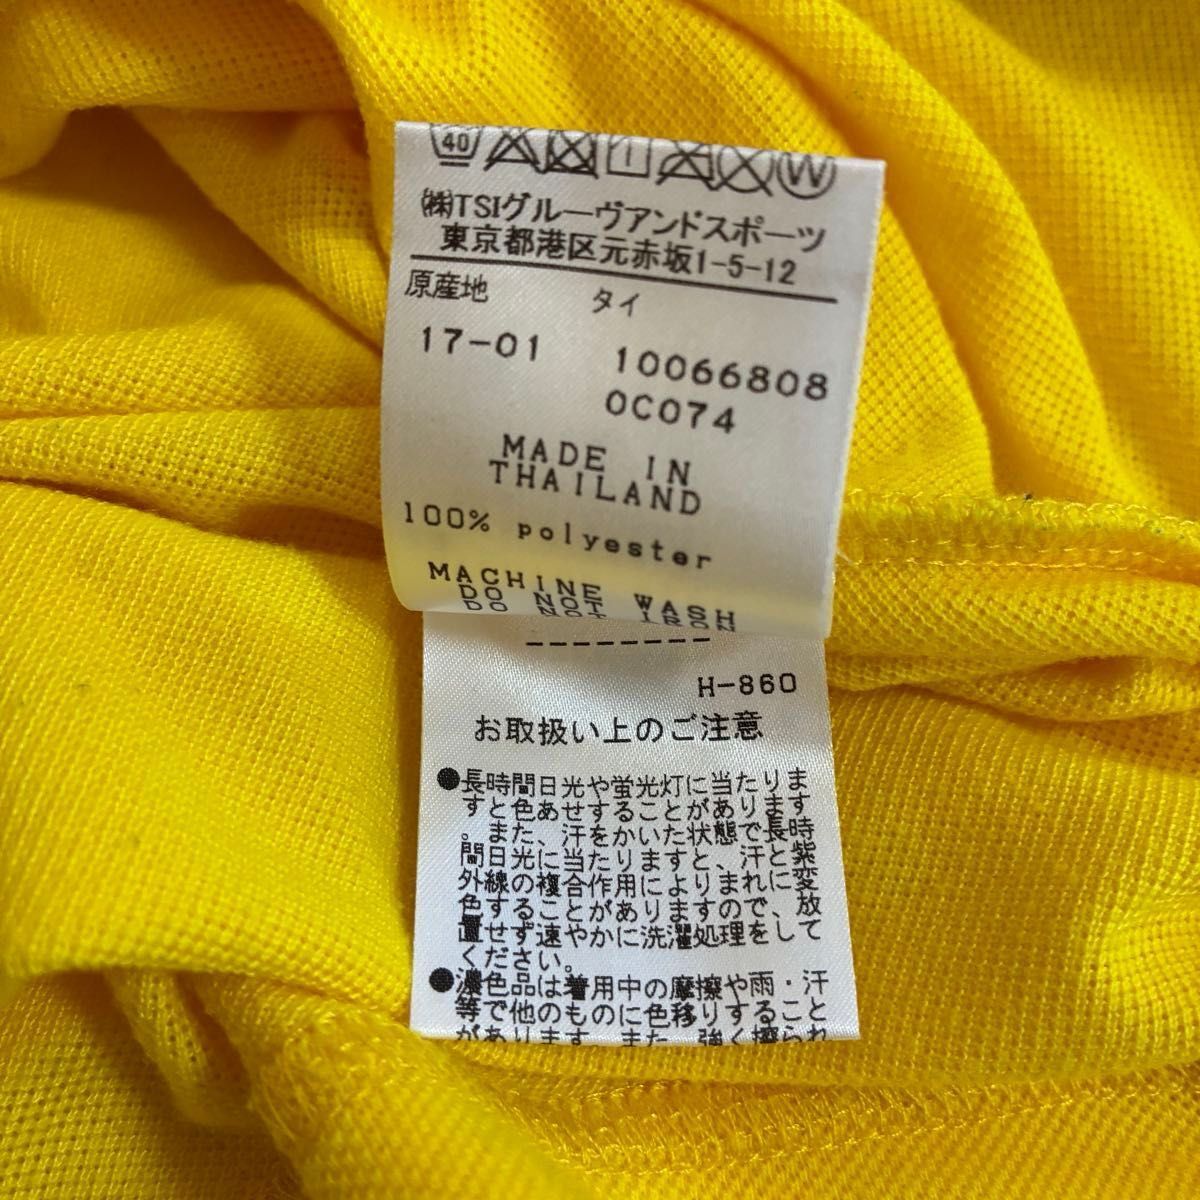 40 W
㈱TSIグルーヴアンドスポーツ
東京都港区元赤坂1-5-12
原産地 タイ
17-01 10066808
0C074
MADE IN
THAILAND
100% polyester
MACHINE WASH
DO NOT
DO NOT IRON
--------
H-860
お取扱い上のご注意
●長時間日光や蛍光灯に当たりま
すと色あせすることがあります
。また、汗をかいた状態で長時
間日光に当たりますと、汗と紫
外線の複合作用によりまれに変
色することがありますので、放
置せず速やかに洗濯処理をして
ください。
●濃色品は着用中の摩擦や雨・汗
等で他のものに色移りすること
があります。また、強く擦られ